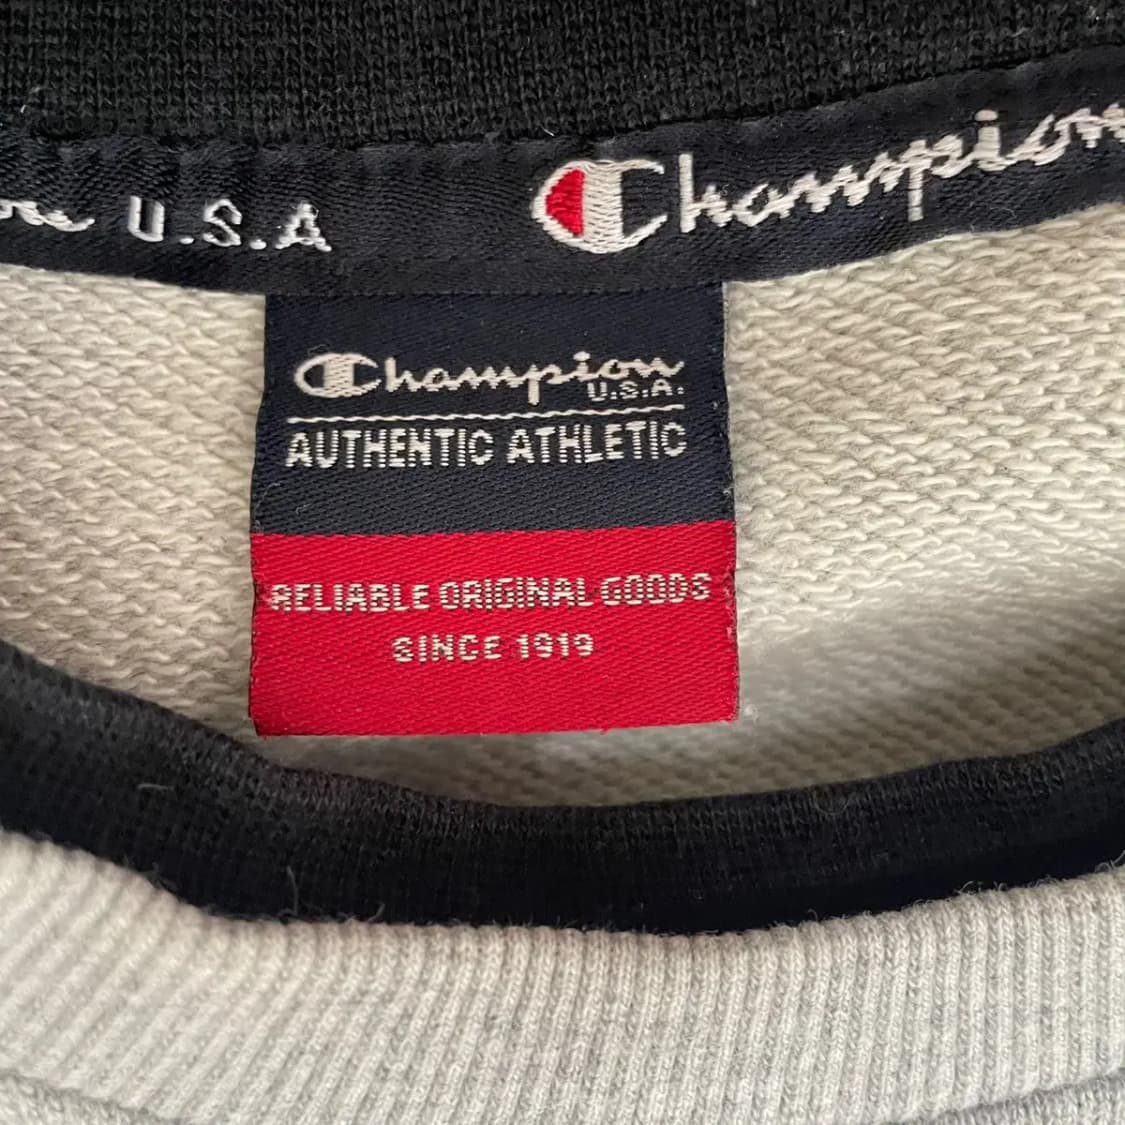 U.S.A
Champion
Champion
U.S.A.
AUTHENTIC ATHLETIC
RELIABLE ORIGINAL GOODS
SINCE 1919